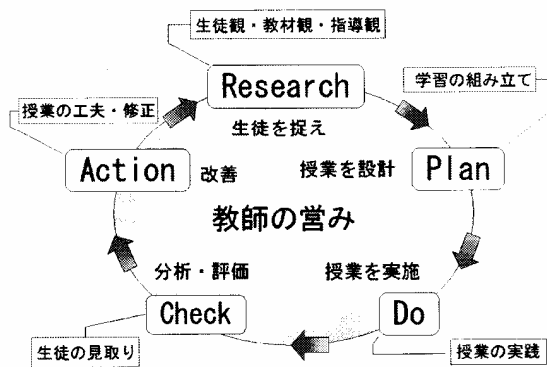 生徒観・教材観・指導観
Research
学習の組み立て
授業の工夫・修正
生徒を捉え
Action
改善
授業を設計
Plan
教師の営み
分析・評価
授業を実施
Check
Do
生徒の見取り
授業の実践